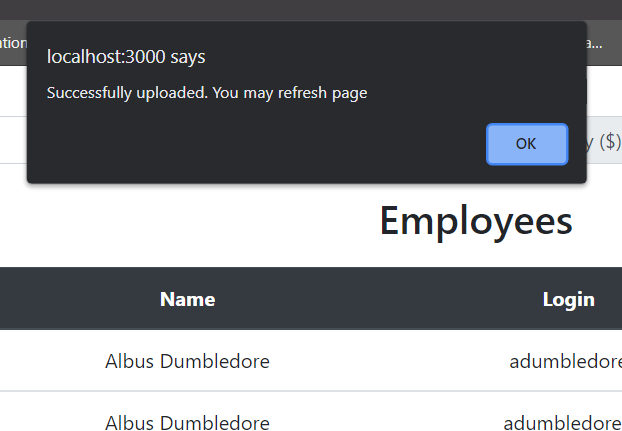 localhost:3000 says
Successfully uploaded. You may refresh page
OK
a...
($)
Employees
Name Login
Albus Dumbledore adumbledore
Albus Dumbledore adumbledore